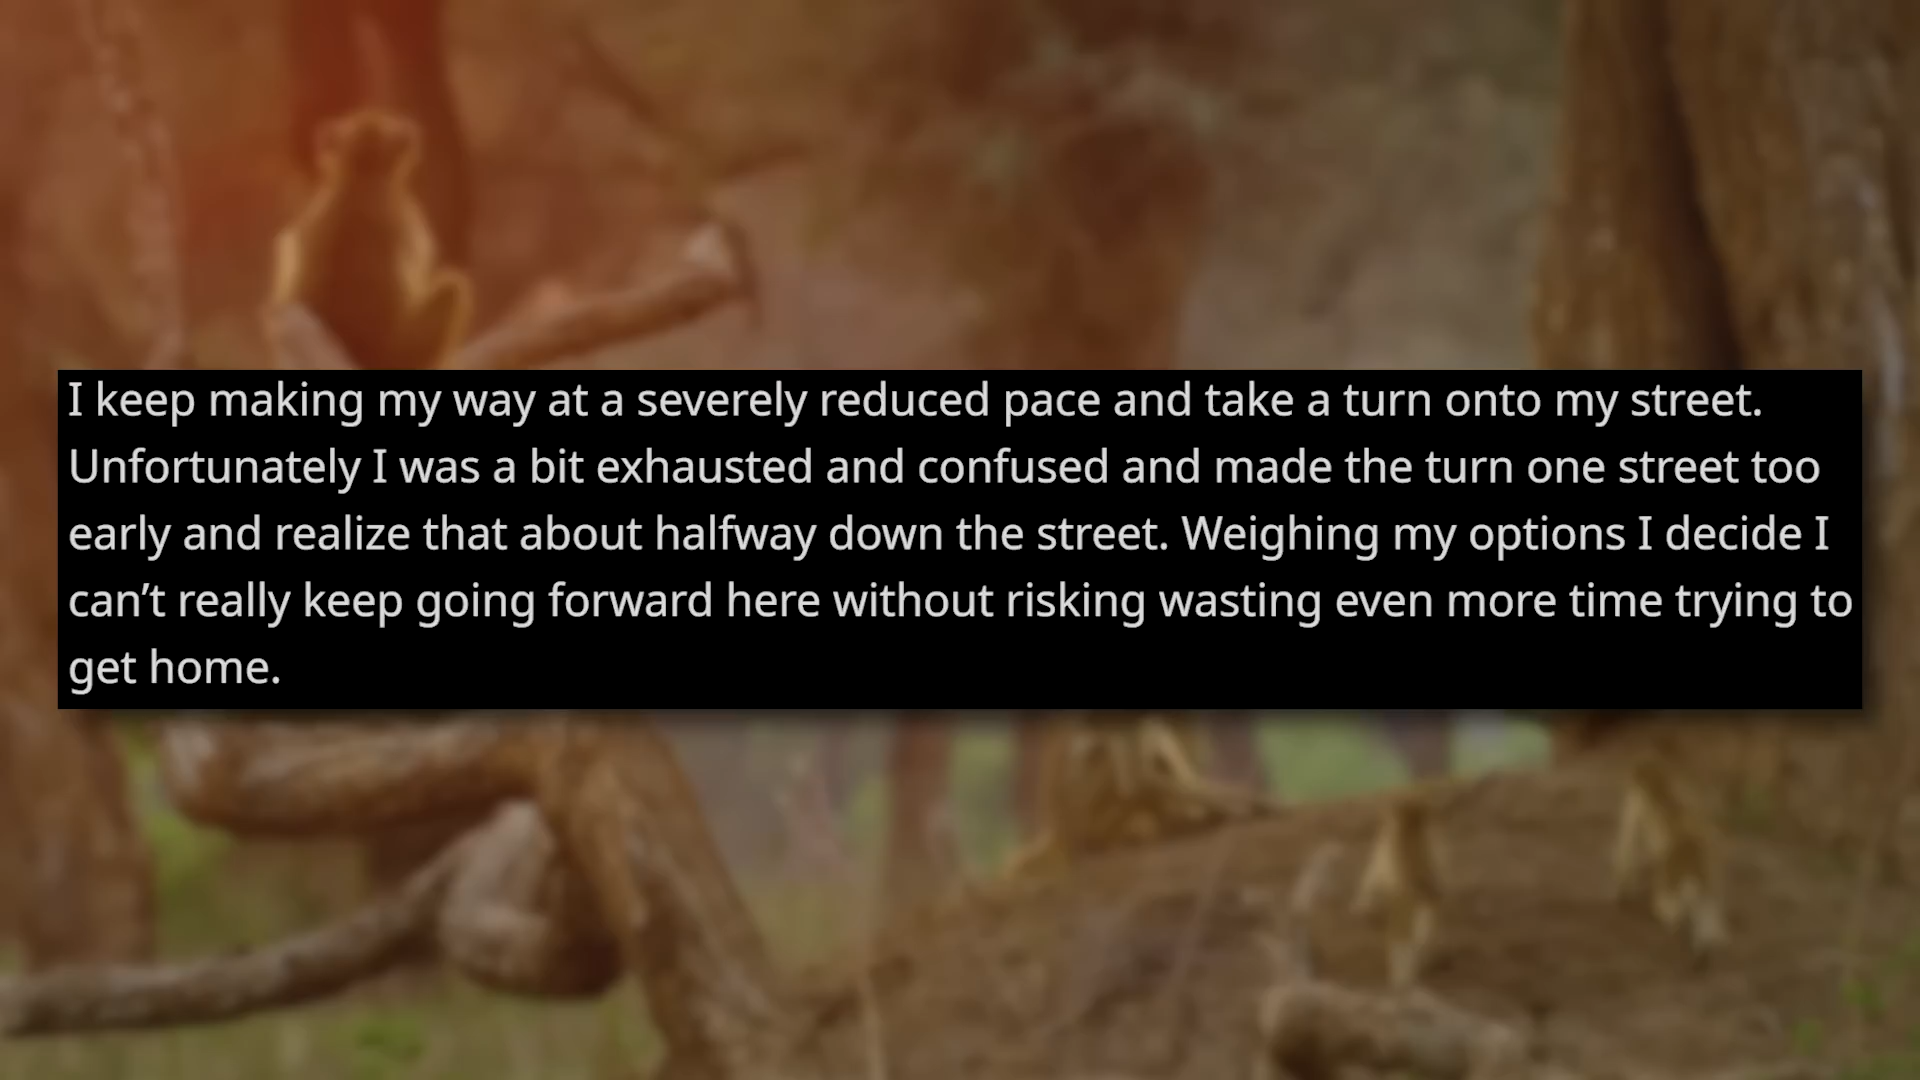 I keep making my way at a severely reduced pace and take a turn onto my street.
Unfortunately I was a bit exhausted and confused and made the turn one street too
early and realize that about halfway down the street. Weighing my options I decide I
can’t really keep going forward here without risking wasting even more time trying to
get home.